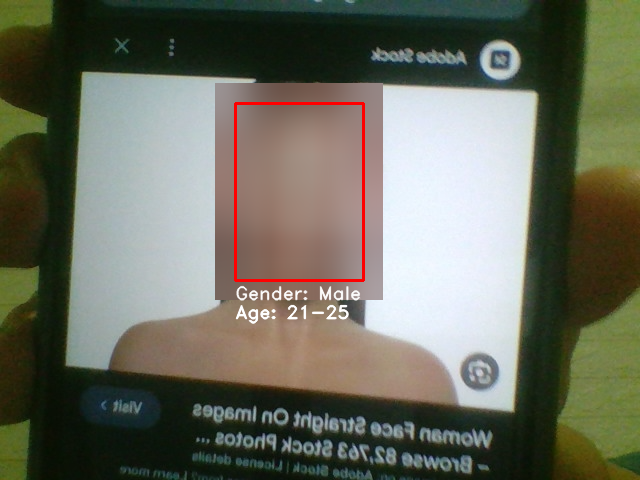 Adobe Stock
Gender: Male
Age: 21-25
Visit >
Woman Face Straight On Images
– Browse 82,763 Stock Photos ...
Adobe Stock | License details
Learn more